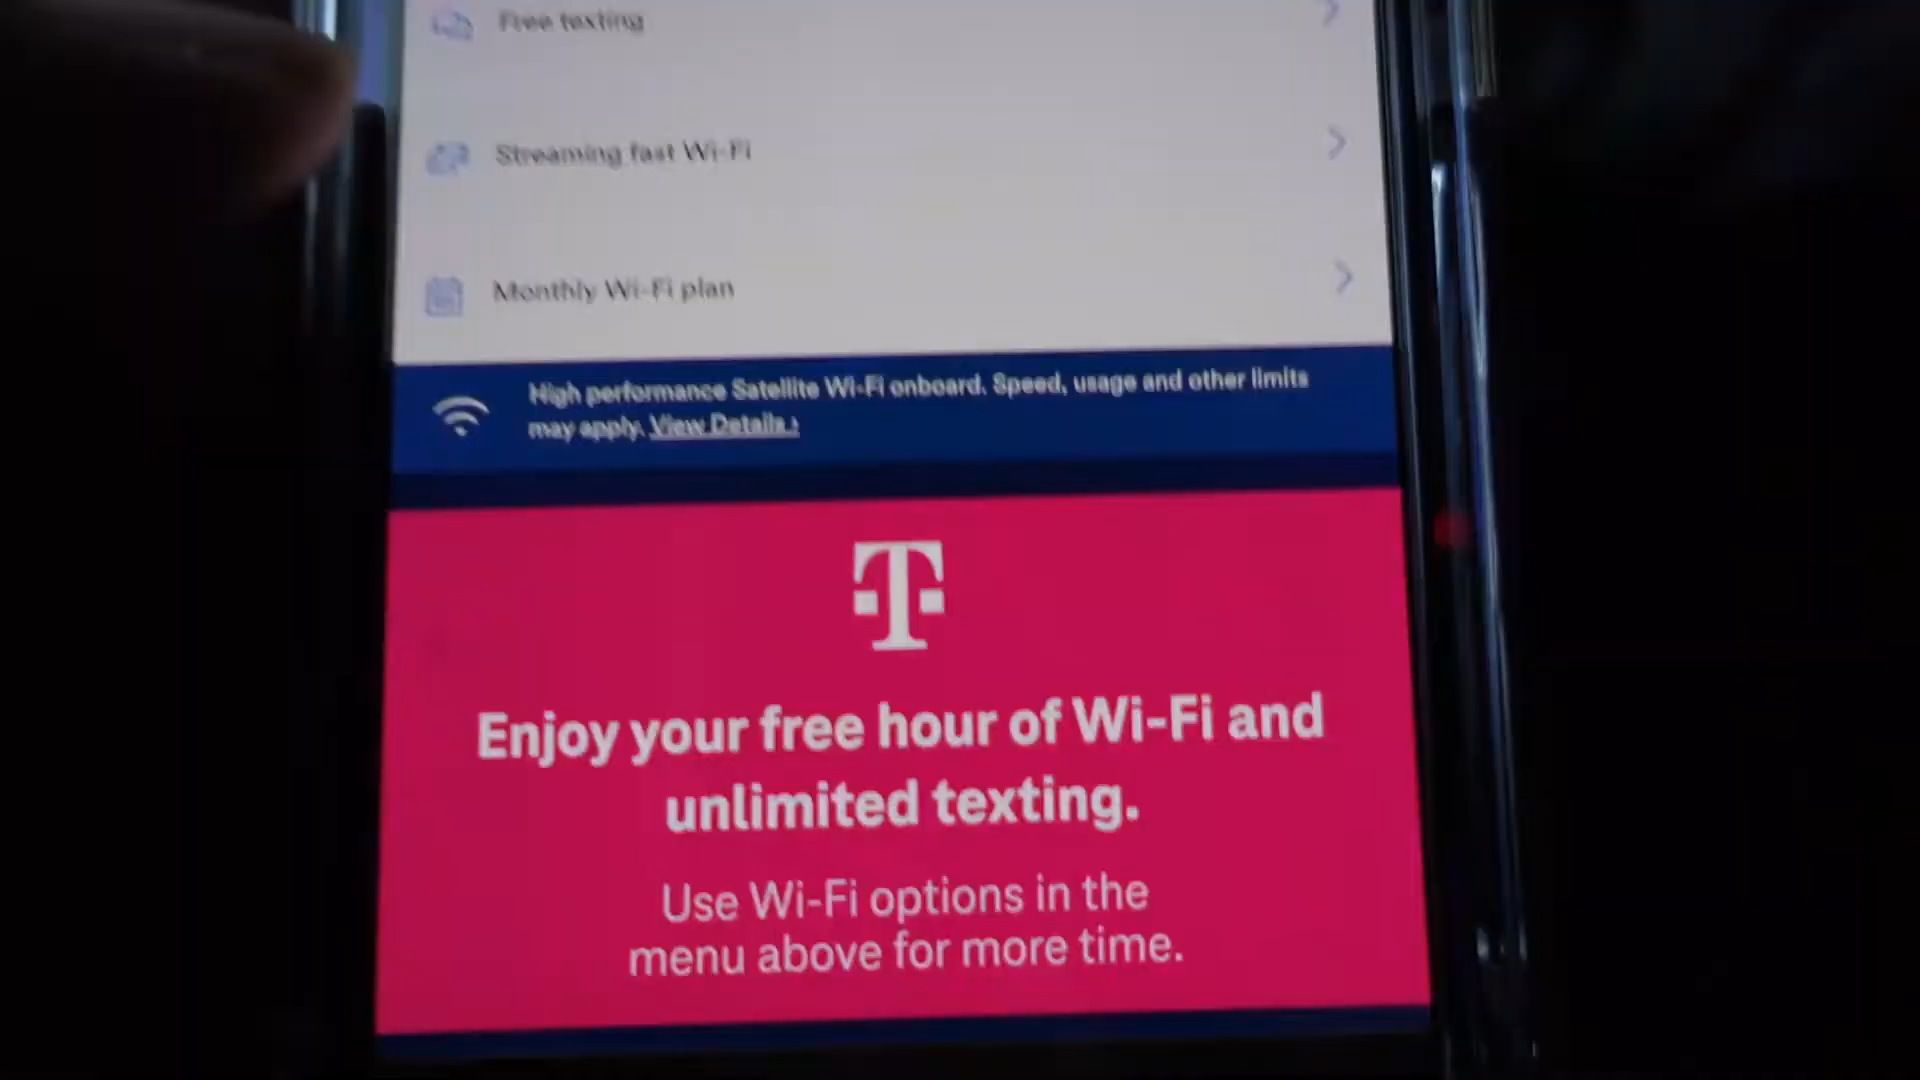 Free texting
Streaming fast Wi-Fi
Monthly Wi-Fi plan
High performance Satellite Wi-Fi onboard. Speed, usage and other limits
may apply. View Details ›
T
Enjoy your free hour of Wi-Fi and
unlimited texting.
Use Wi-Fi options in the
menu above for more time.